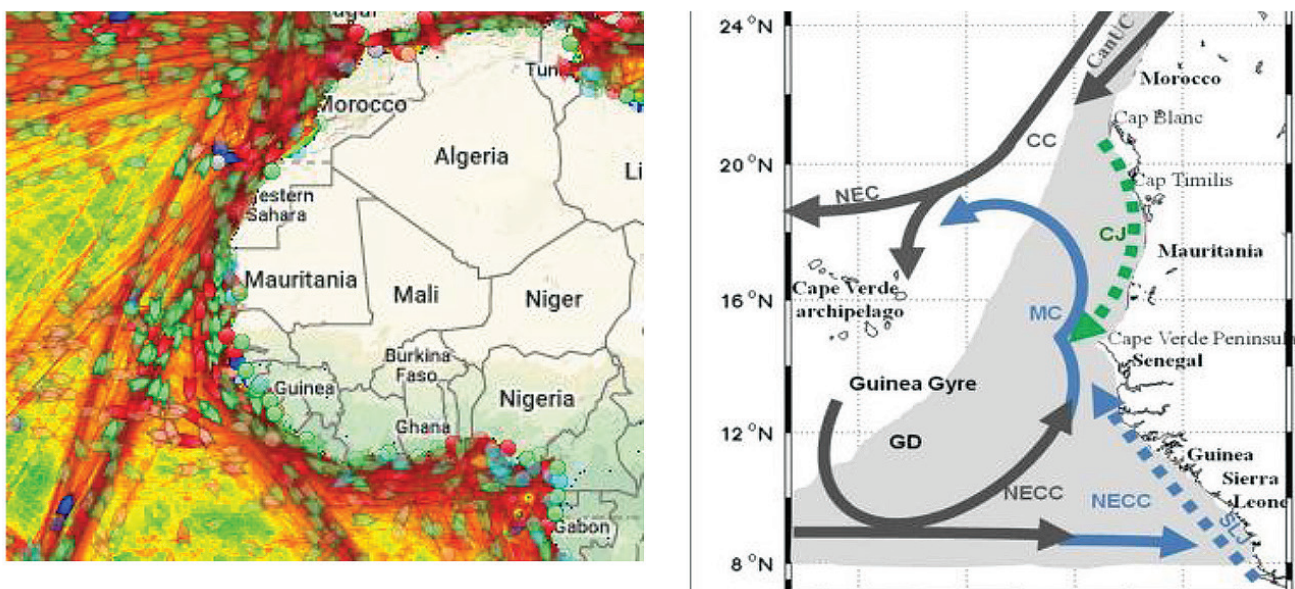 Tun
Morocco
Algeria
Li
estern
Sahara
Mauritania
Mali
Niger
Burkina
Faso
Guinea
Nigeria
Ghana
Gabon
24 °N
CanUC
Morocco
Cap Blanc
CC
20 °N
Cap Timilis
NEC
CJ
Mauritania
Cape Verde
archipelago
16 °N
MC
Cape Verde Peninsula
Senegal
Guinea Gyre
12 °N
GD
Guinea
Sierra
Leone
NECC
NECC
SLJ
8 °N